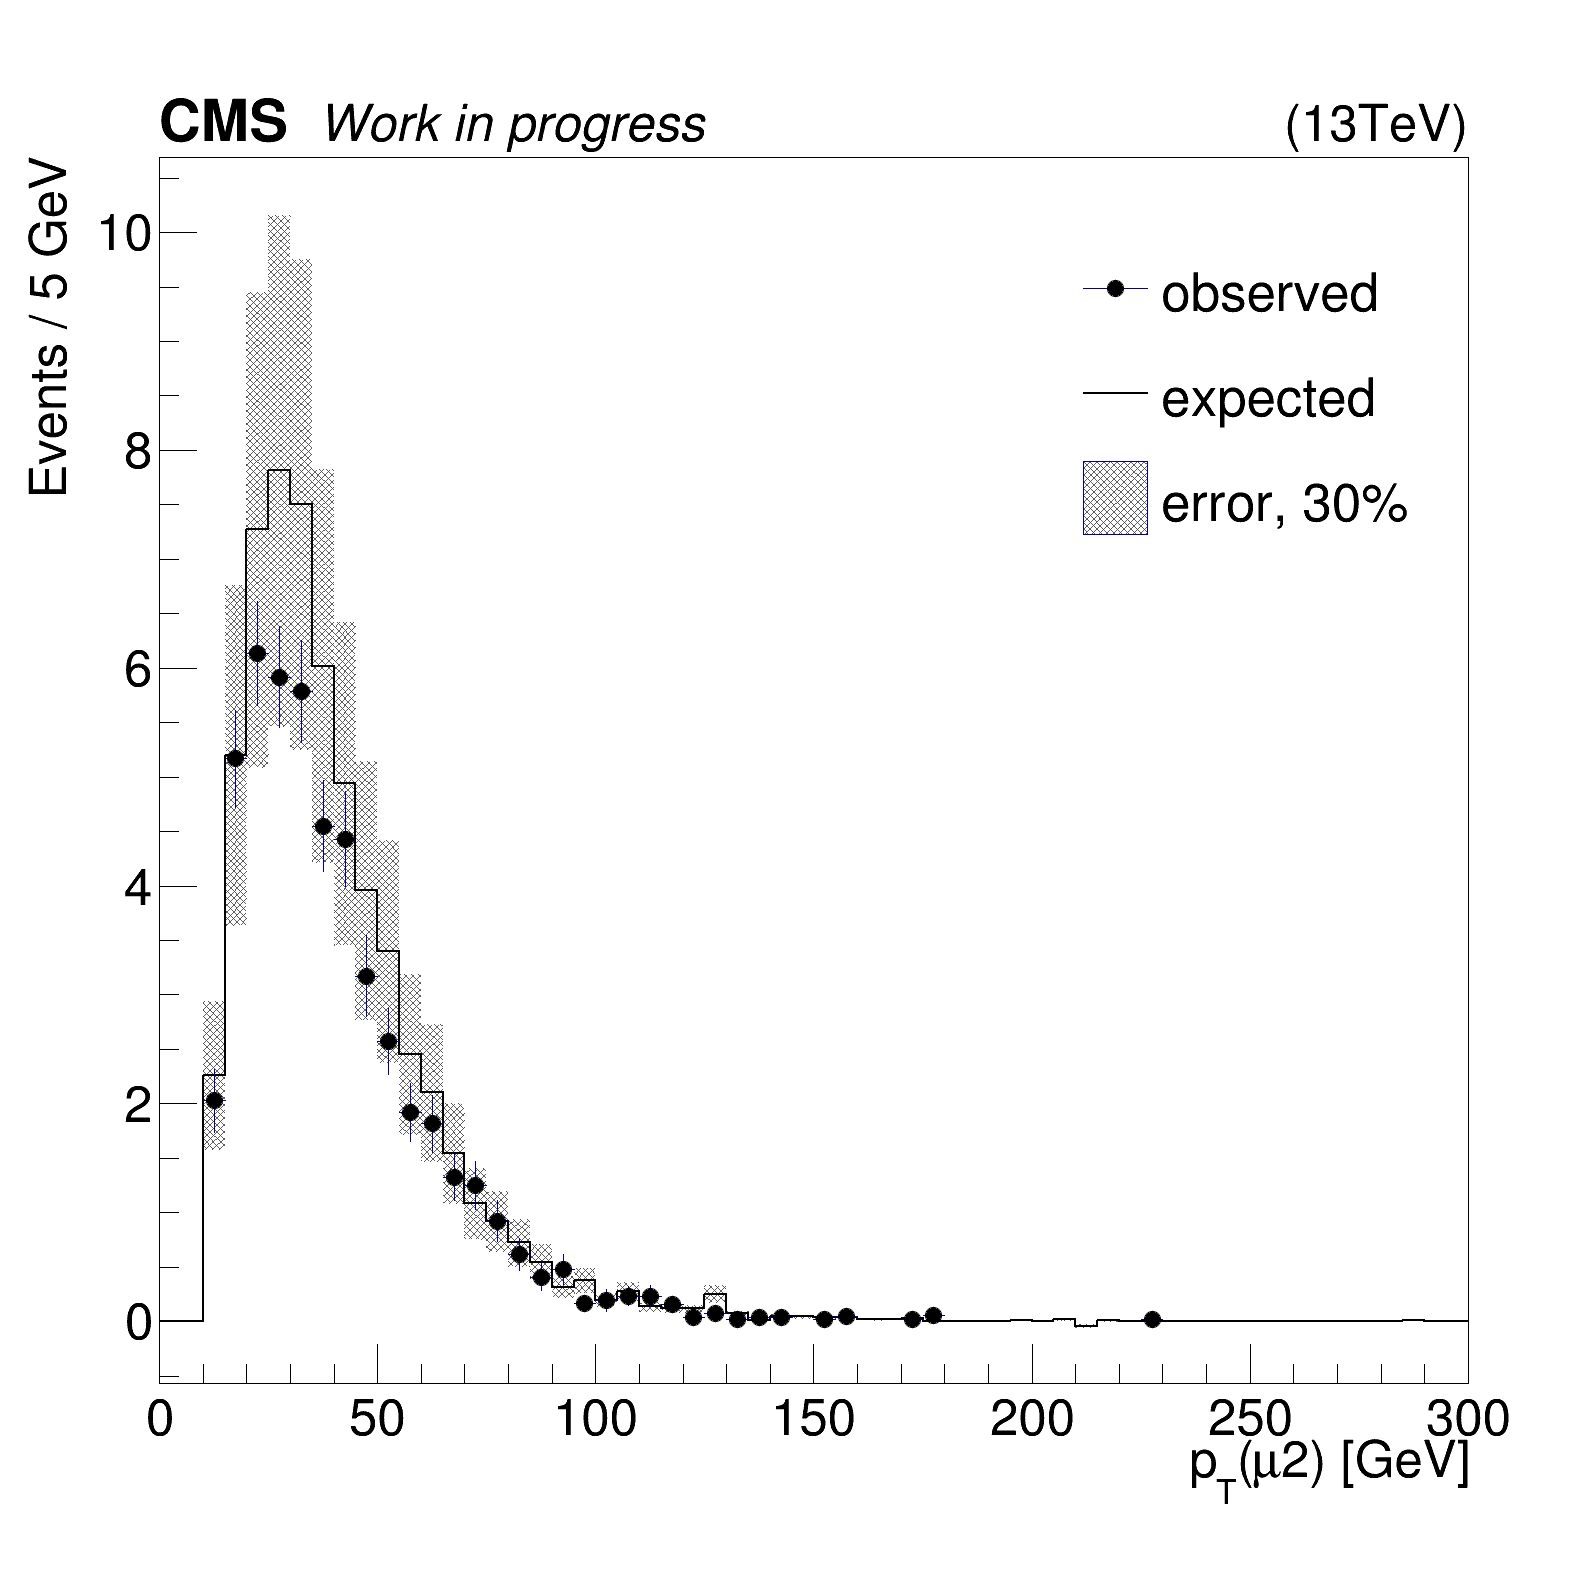 CMS Work in progress (13TeV)
Events / 5 GeV
10
8
6
4
2
0
observed
expected
error, 30%
0 50 100 150 200 250 300
pT(μ2) [GeV]